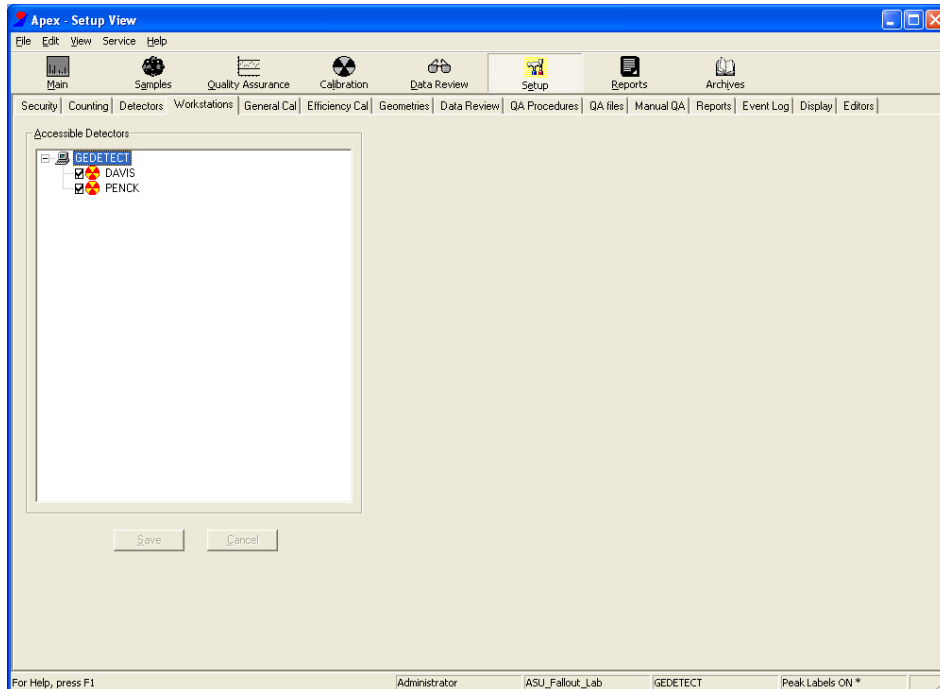 Apex - Setup View
File Edit View Service Help
Main Samples Quality Assurance Calibration Data Review Setup Reports Archives
Security Counting Detectors Workstations General Cal Efficiency Cal Geometries Data Review QA Procedures QA files Manual QA Reports Event Log Display Editors
Accessible Detectors
GEDETECT
DAVIS
PENCK
Save Cancel
For Help, press F1 Administrator ASU_Fallout_Lab GEDETECT Peak Labels ON *